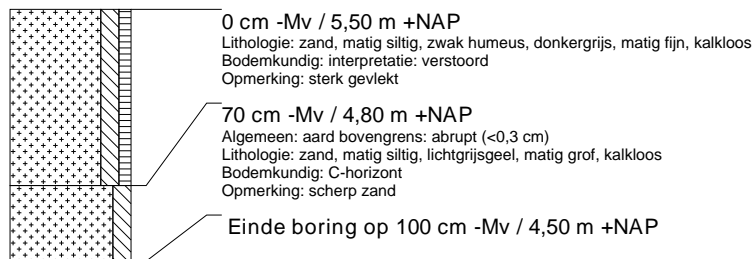 0 cm -Mv / 5,50 m +NAP
Lithologie: zand, matig siltig, zwak humeus, donkergrijs, matig fijn, kalkloos
Bodemkundig: interpretatie: verstoord
Opmerking: sterk gevlekt
70 cm -Mv / 4,80 m +NAP
Algemeen: aard bovengrens: abrupt (<0,3 cm)
Lithologie: zand, matig siltig, lichtgrijsgeel, matig grof, kalkloos
Bodemkundig: C-horizont
Opmerking: scherp zand
Einde boring op 100 cm -Mv / 4,50 m +NAP